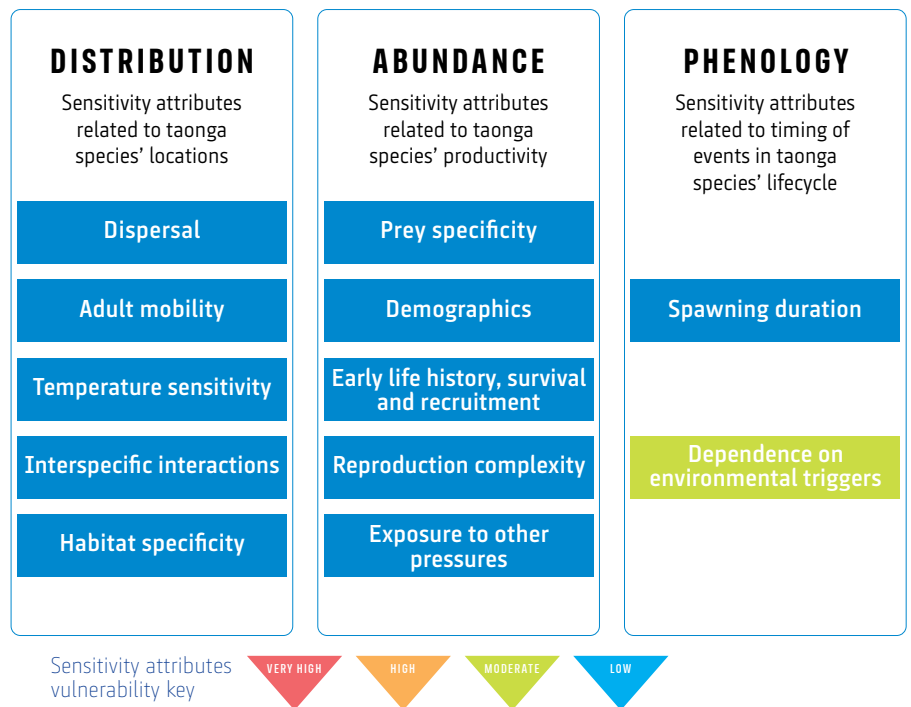 DISTRIBUTION
Sensitivity attributes
related to taonga
species’ locations
Dispersal
Adult mobility
Temperature sensitivity
Interspecific interactions
Habitat specificity
ABUNDANCE
Sensitivity attributes
related to taonga
species’ productivity
Prey specificity
Demographics
Early life history, survival
and recruitment
Reproduction complexity
Exposure to other
pressures
PHENOLOGY
Sensitivity attributes
related to timing of
events in taonga
species’ lifecycle
Spawning duration
Dependence on
environmental triggers
Sensitivity attributes
vulnerability key
VERY HIGH
HIGH
MODERATE
LOW